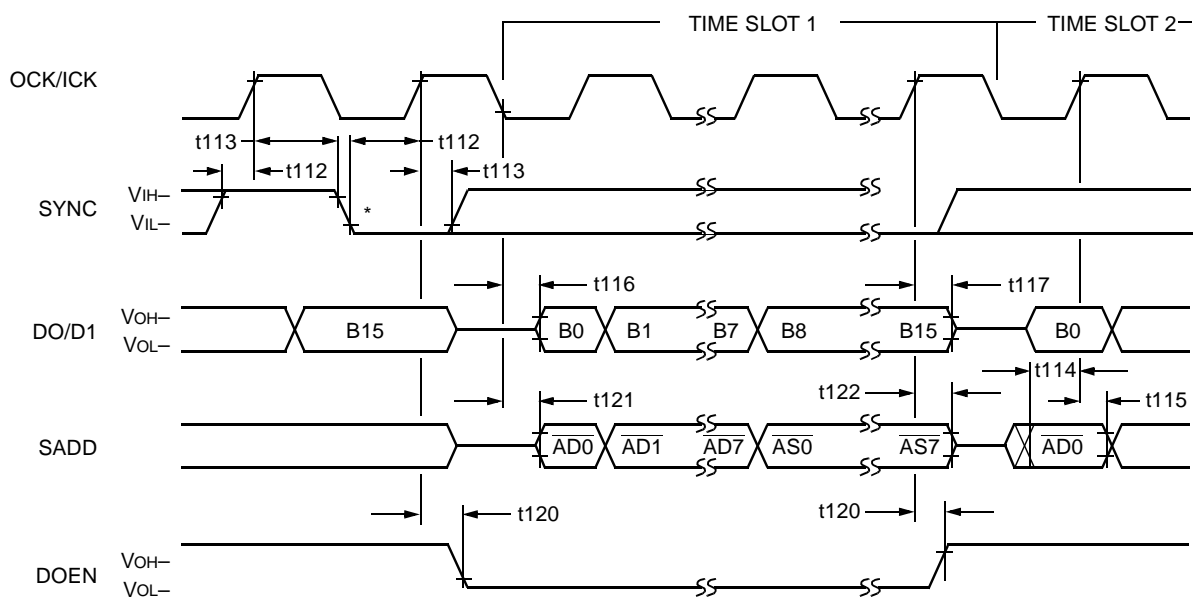 TIME SLOT 1 TIME SLOT 2
OCK/ICK
t113 t112
t112 t113
SYNC VIH–
VIL–
*
t116 t117
DO/D1 VOH–
VOL–
B15 B0 B1 B7 B8 B15 B0
t114
t121 t122 t115
SADD AD0 AD1 AD7 AS0 AS7 AD0
t120 t120
DOEN VOH–
VOL–